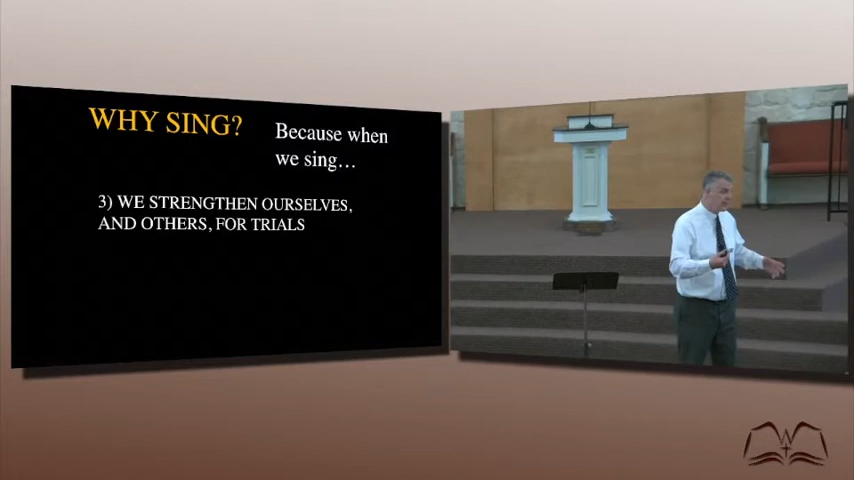 WHY SING?
Because when
we sing…
3) WE STRENGTHEN OURSELVES,
AND OTHERS, FOR TRIALS